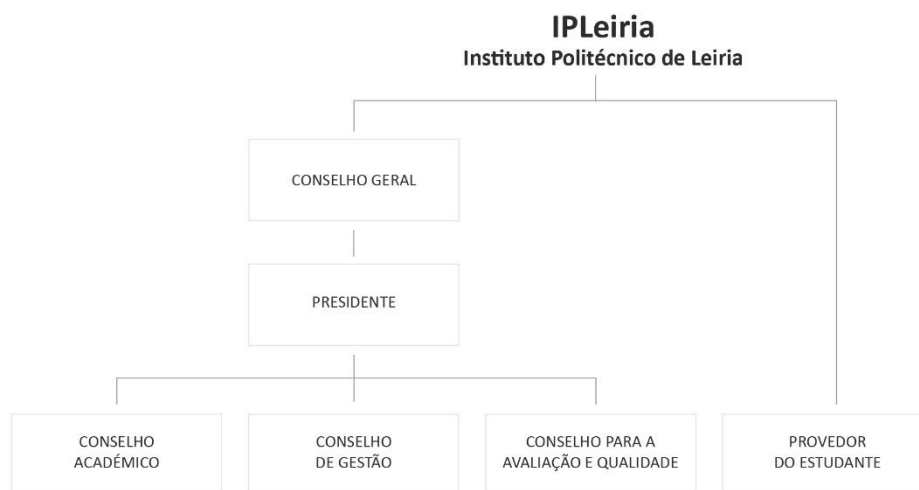 IPLeiria
Instituto Politécnico de Leiria
CONSELHO GERAL
PRESIDENTE
CONSELHO
ACADÉMICO
CONSELHO
DE GESTÃO
CONSELHO PARA A
AVALIAÇÃO E QUALIDADE
PROVEDOR
DO ESTUDANTE